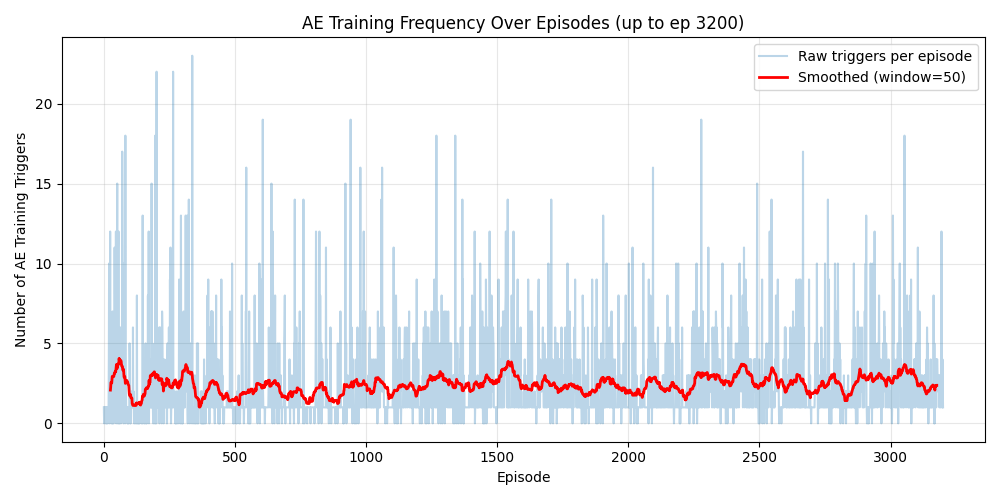 AE Training Frequency Over Episodes (up to ep 3200)
Raw triggers per episode
Smoothed (window=50)
Number of AE Training Triggers
20
15
10
5
0
0 500 1000 1500 2000 2500 3000
Episode